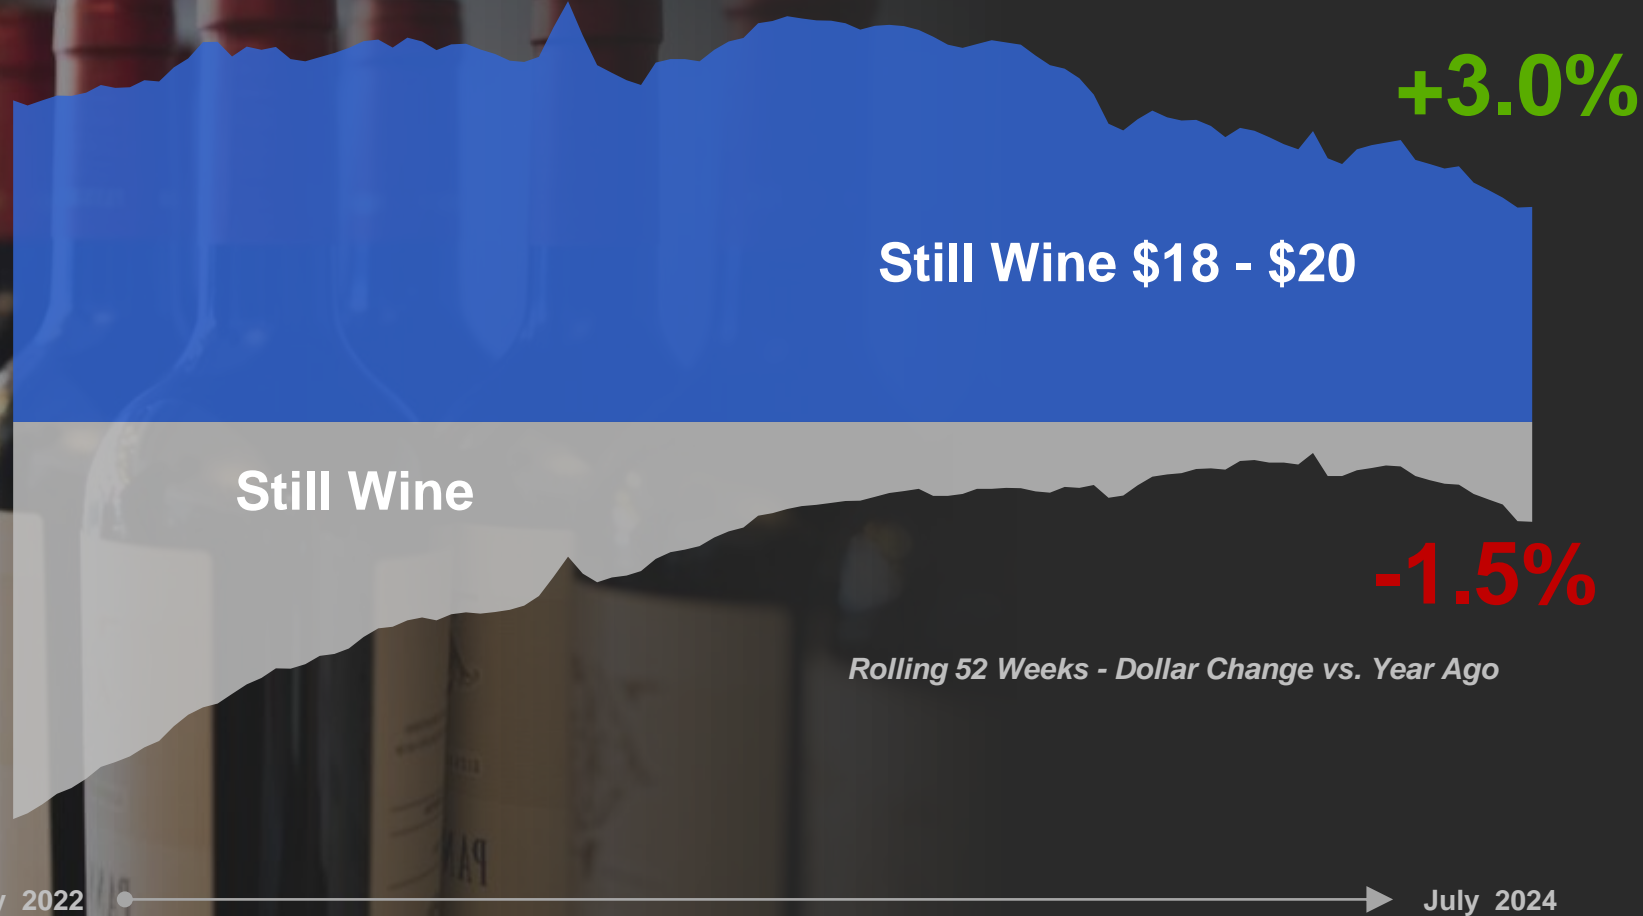 +3.0%
Still Wine $18 - $20
Still Wine
-1.5%
Rolling 52 Weeks - Dollar Change vs. Year Ago
PAN
2022
July 2024